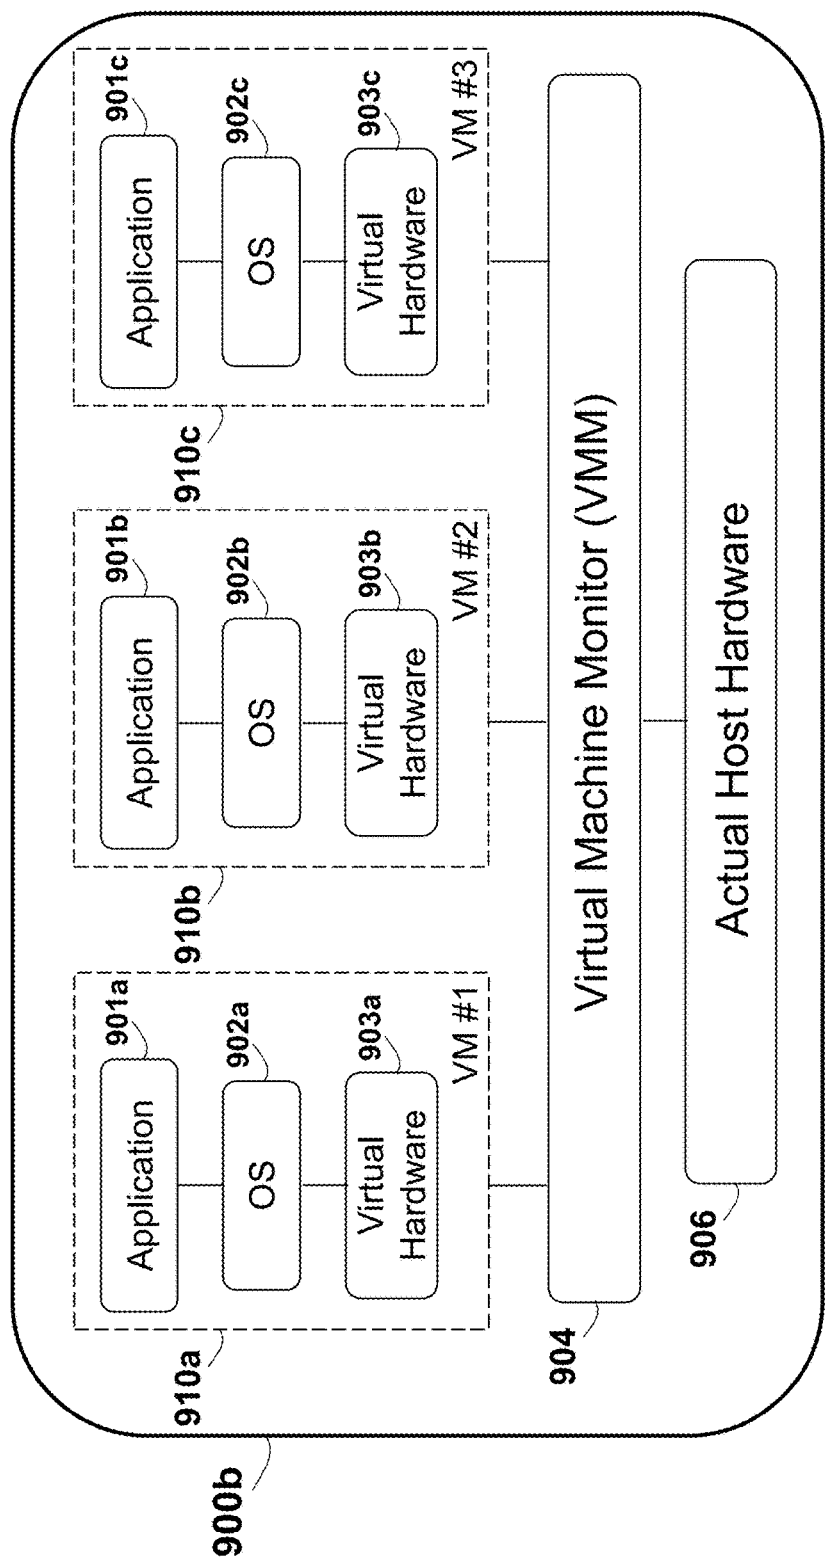 901a
901b
901c
Application
Application
Application
902a
902b
902c
OS
OS
OS
903a
903b
903c
Virtual
Hardware
Virtual
Hardware
Virtual
Hardware
VM #1
VM #2
VM #3
910a
910b
910c
Virtual Machine Monitor (VMM)
904
Actual Host Hardware
906
900b